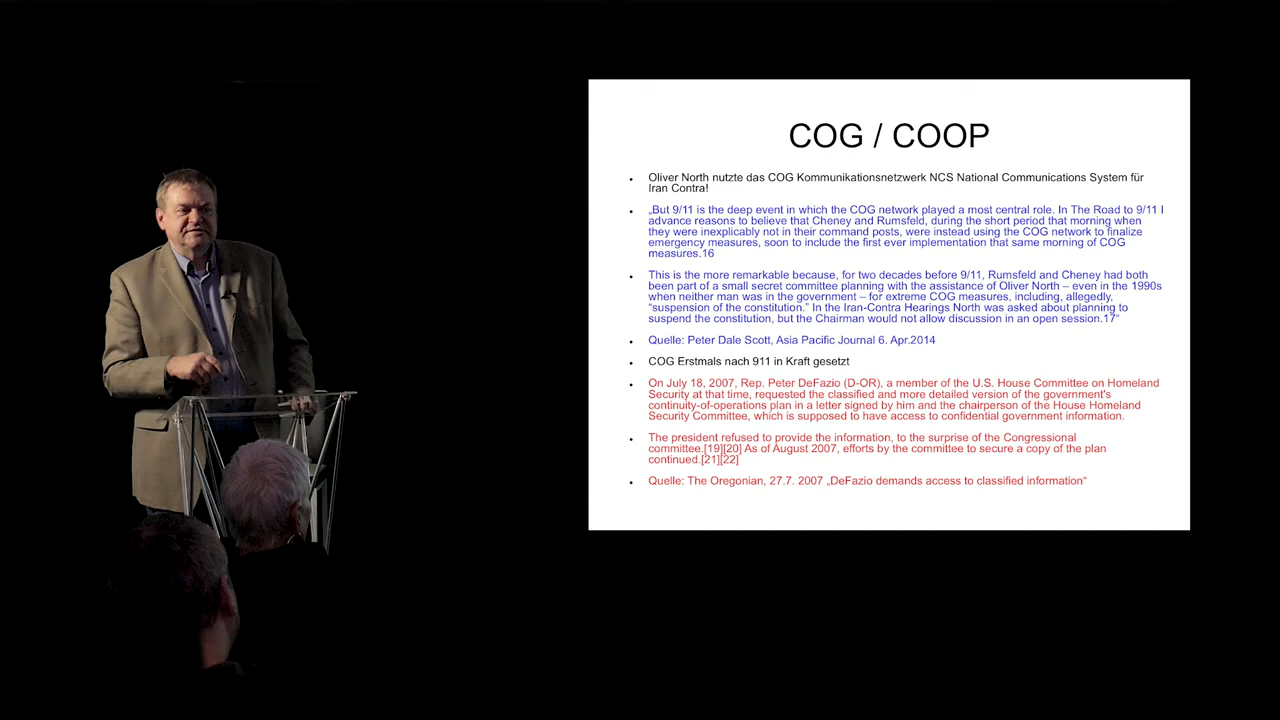 COG / COOP
• Oliver North nutzte das COG Kommunikationsnetzwerk NCS National Communications System für
Iran Contra!
• „But 9/11 is the deep event in which the COG network played a most central role. In The Road to 9/11 I
advance reasons to believe that Cheney and Rumsfeld, during the short period that morning when
they were inexplicably not in their command posts, were instead using the COG network to finalize
emergency measures, soon to include the first ever implementation that same morning of COG
measures.16
• This is the more remarkable because, for two decades before 9/11, Rumsfeld and Cheney had both
been part of a small secret committee planning with the assistance of Oliver North – even in the 1990s
when neither man was in the government – for extreme COG measures, including, allegedly,
“suspension of the constitution.” In the Iran-Contra Hearings North was asked about planning to
suspend the constitution, but the Chairman would not allow discussion in an open session.17“
• Quelle: Peter Dale Scott, Asia Pacific Journal 6. Apr.2014
• COG Erstmals nach 911 in Kraft gesetzt
• On July 18, 2007, Rep. Peter DeFazio (D-OR), a member of the U.S. House Committee on Homeland
Security at that time, requested the classified and more detailed version of the government's
continuity-of-operations plan in a letter signed by him and the chairperson of the House Homeland
Security Committee, which is supposed to have access to confidential government information.
• The president refused to provide the information, to the surprise of the Congressional
committee.[19][20] As of August 2007, efforts by the committee to secure a copy of the plan
continued.[21][22]
• Quelle: The Oregonian, 27.7. 2007 „DeFazio demands access to classified information“